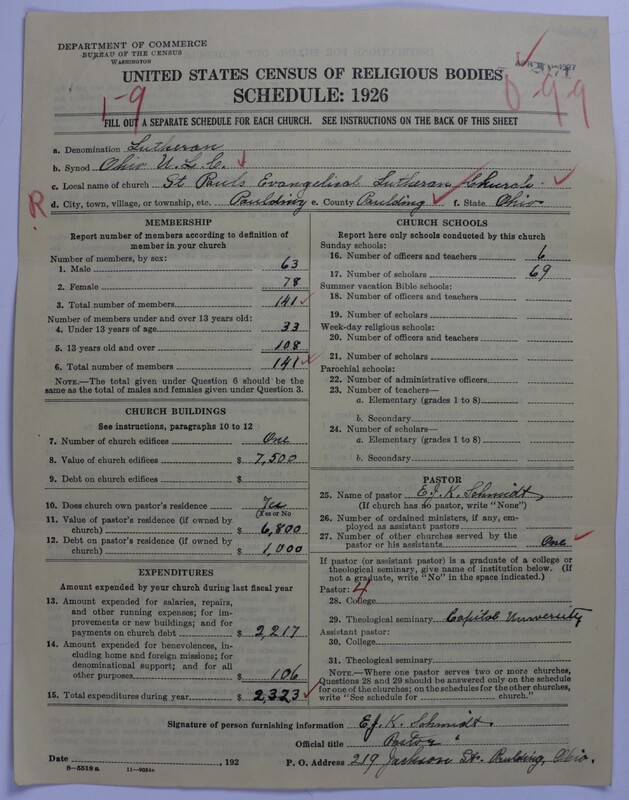 DEPARTMENT OF COMMERCE
BUREAU OF THE CENSUS
WASHINGTON
UNITED STATES CENSUS OF RELIGIOUS BODIES
SCHEDULE: 1926
1-9
FILL OUT A SEPARATE SCHEDULE FOR EACH CHURCH. SEE INSTRUCTIONS ON THE BACK OF THIS SHEET
a. Denomination Lutheran
b. Synod Ohio U.L.C.
c. Local name of church St Pauls Evangelical Lutheran Church.
R d. City, town, village, or township, etc. Paulding e. County Paulding f. State Ohio
MEMBERSHIP
Report number of members according to definition of member in your church
Number of members, by sex:
1. Male 63
2. Female 78
3. Total number of members 141
Number of members under and over 13 years old:
4. Under 13 years of age 33
5. 13 years old and over 108
6. Total number of members 141
NOTE.—The total given under Question 6 should be the
same as the total of males and females given under Question 3.
CHURCH BUILDINGS
See instructions, paragraphs 10 to 12
7. Number of church edifices One
8. Value of church edifices $ 7,500
9. Debt on church edifices $
10. Does church own pastor's residence Yes
(Yes or No)
11. Value of pastor's residence (if owned by
church) $ 6,800
12. Debt on pastor's residence (if owned by
church) $ 1,000
EXPENDITURES
Amount expended by your church during last fiscal year
13. Amount expended for salaries, repairs,
and other running expenses; for im-
provements or new buildings; and for
payments on church debt $ 2,217
14. Amount expended for benevolences, in-
cluding home and foreign missions; for
denominational support; and for all
other purposes $ 106
15. Total expenditures during year $ 2,323
CHURCH SCHOOLS
Report here only schools conducted by this church
Sunday schools:
16. Number of officers and teachers 6
17. Number of scholars 69
Summer vacation Bible schools:
18. Number of officers and teachers
19. Number of scholars
Week-day religious schools:
20. Number of officers and teachers
21. Number of scholars
Parochial schools:
22. Number of administrative officers
23. Number of teachers—
a. Elementary (grades 1 to 8)
b. Secondary
24. Number of scholars—
a. Elementary (grades 1 to 8)
b. Secondary $
PASTOR
25. Name of pastor E.J.K. Schmidt
(If church has no pastor, write "None")
26. Number of ordained ministers, if any, em-
ployed as assistant pastors
27. Number of other churches served by the
pastor or his assistants One
If pastor (or assistant pastor) is a graduate of a college or
theological seminary, give name of institution below. (If
not a graduate, write "No" in the space indicated.)
Pastor: 4
28. College
29. Theological seminary Capitol University
Assistant pastor:
30. College
31. Theological seminary
NOTE.—Where one pastor serves two or more churches,
Questions 28 and 29 should be answered only on the schedule
for one of the churches; on the schedules for the other churches,
write "See schedule for ______ church."
Signature of person furnishing information E.J.K. Schmidt.
Official title Pastor
Date ______, 192
P. O. Address 219 Jackson St. Paulding, Ohio.
8-5518a 11-9034a